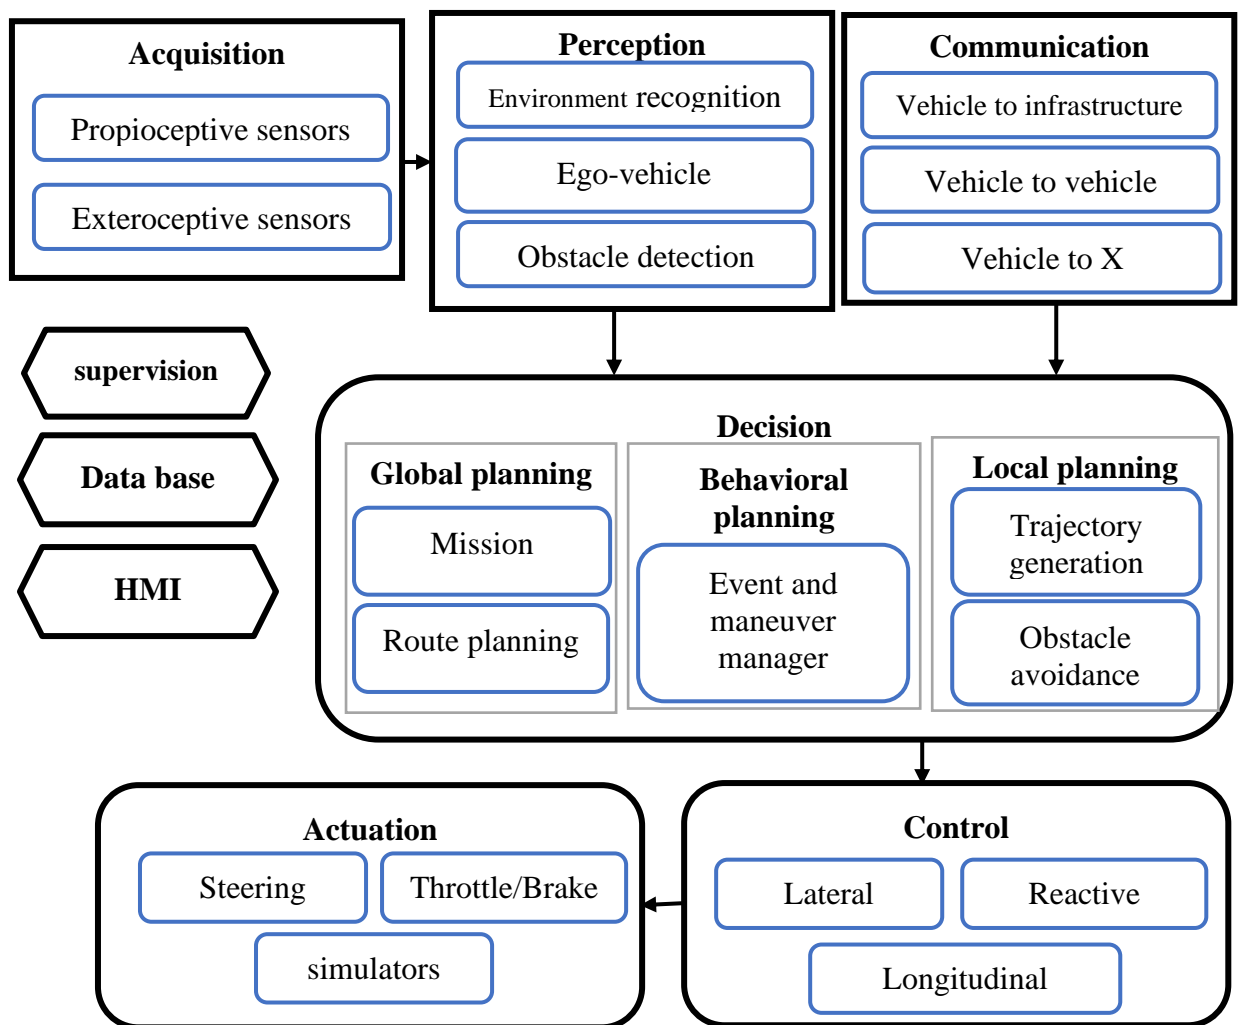 Acquisition
Propioceptive sensors
Exteroceptive sensors
Perception
Environment recognition
Ego-vehicle
Obstacle detection
Communication
Vehicle to infrastructure
Vehicle to vehicle
Vehicle to X
supervision
Data base
HMI
Decision
Global planning
Mission
Route planning
Behavioral
planning
Event and
maneuver
manager
Local planning
Trajectory
generation
Obstacle
avoidance
Actuation
Steering
Throttle/Brake
simulators
Control
Lateral
Reactive
Longitudinal